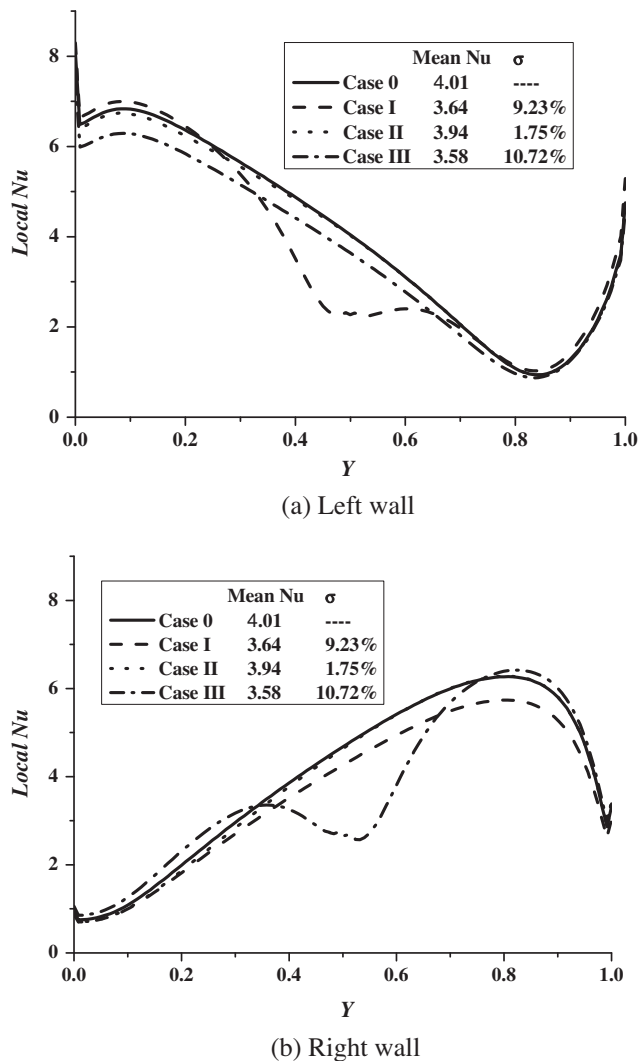 8
6
4
2
0
Local Nu
Mean Nu σ
Case 0 4.01 ----
Case I 3.64 9.23%
Case II 3.94 1.75%
Case III 3.58 10.72%
0.0 0.2 0.4 0.6 0.8 1.0
Y
(a) Left wall
8
6
4
2
0
Local Nu
Mean Nu σ
Case 0 4.01 ----
Case I 3.64 9.23%
Case II 3.94 1.75%
Case III 3.58 10.72%
0.0 0.2 0.4 0.6 0.8 1.0
Y
(b) Right wall